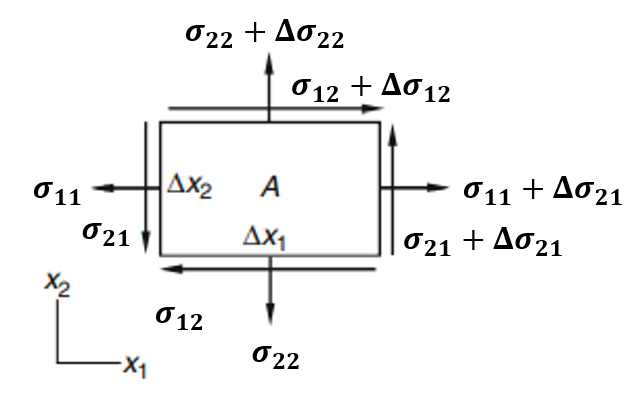 σ₂₂ + Δσ₂₂
σ₁₂ + Δσ₁₂
σ₁₁ Δx₂ A σ₁₁ + Δσ₂₁
σ₂₁ Δx₁ σ₂₁ + Δσ₂₁
x₂
σ₁₂
σ₂₂
x₁